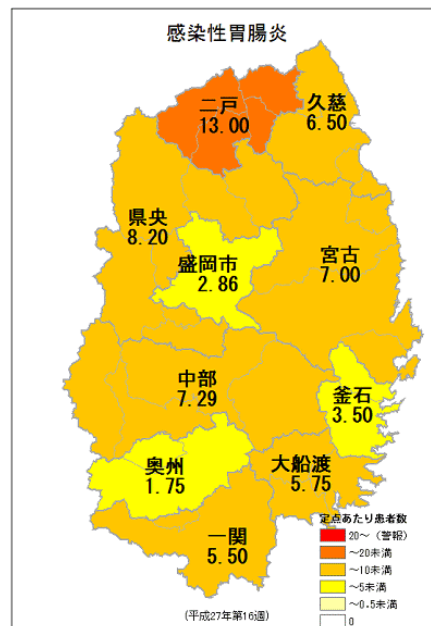 感染性胃腸炎
二戸
13.00
久慈
6.50
県央
8.20
盛岡市
2.86
宮古
7.00
中部
7.29
釜石
3.50
奥州
1.75
大船渡
5.75
一関
5.50
定点あたり患者数
20～（警報）
～20未満
～10未満
～5未満
～0.5未満
0
(平成27年第16週)